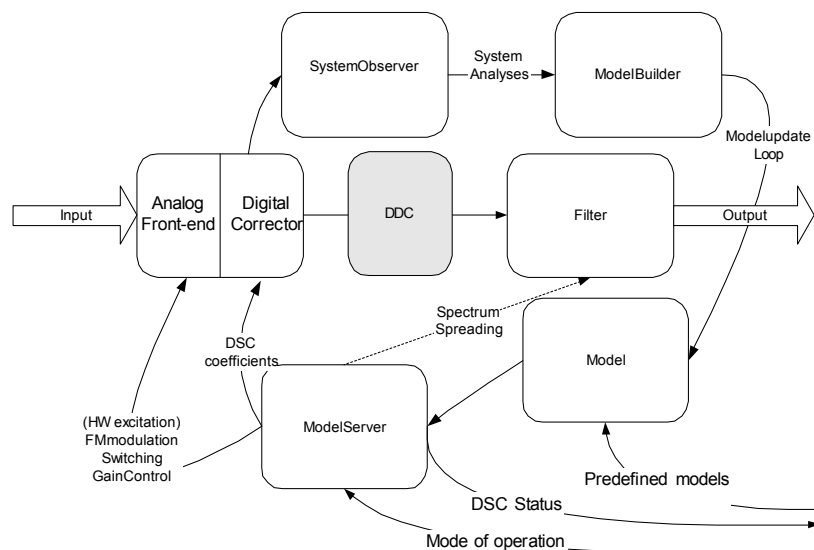 SystemObserver
System
Analyses
ModelBuilder
Modelupdate
Loop
Input
Analog
Front-end
Digital
Corrector
DDC
Filter
Output
Spectrum
Spreading
DSC
coefficients
Model
(HW excitation)
FMmodulation
Switching
GainControl
ModelServer
Predefined models
DSC Status
Mode of operation